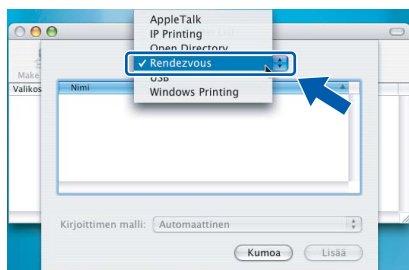 AppleTalk
IP Printing
Open Directory
✓ Rendezvous
USB
Windows Printing
Make
Valikos
Nimi
Kirjoittimen malli: Automaattinen
Kumoa Lisää